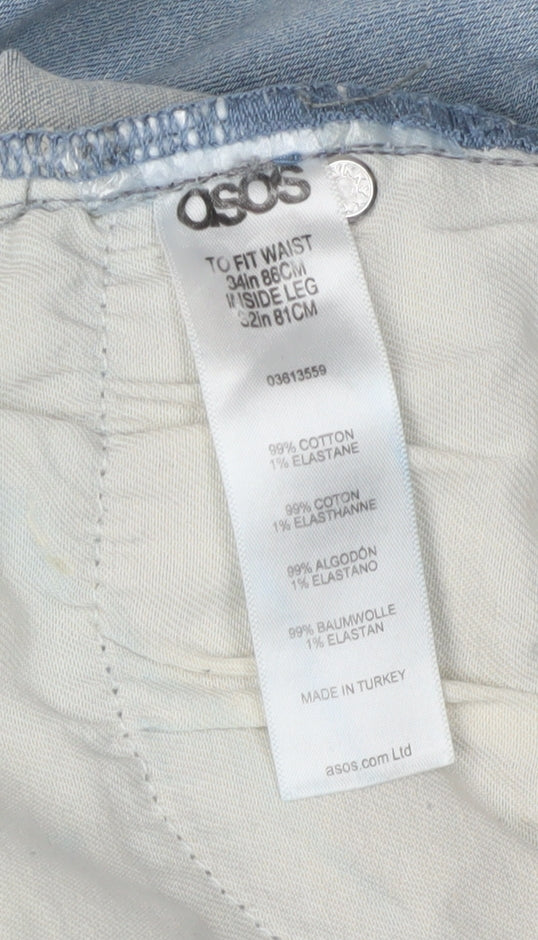 asos
TO FIT WAIST
34in 86CM
INSIDE LEG
32in 81CM
03613559
99% COTTON
1% ELASTANE
99% COTON
1% ELASTHANNE
99% ALGODÓN
1% ELASTANO
99% BAUMWOLLE
1% ELASTAN
MADE IN TURKEY
asos.com Ltd